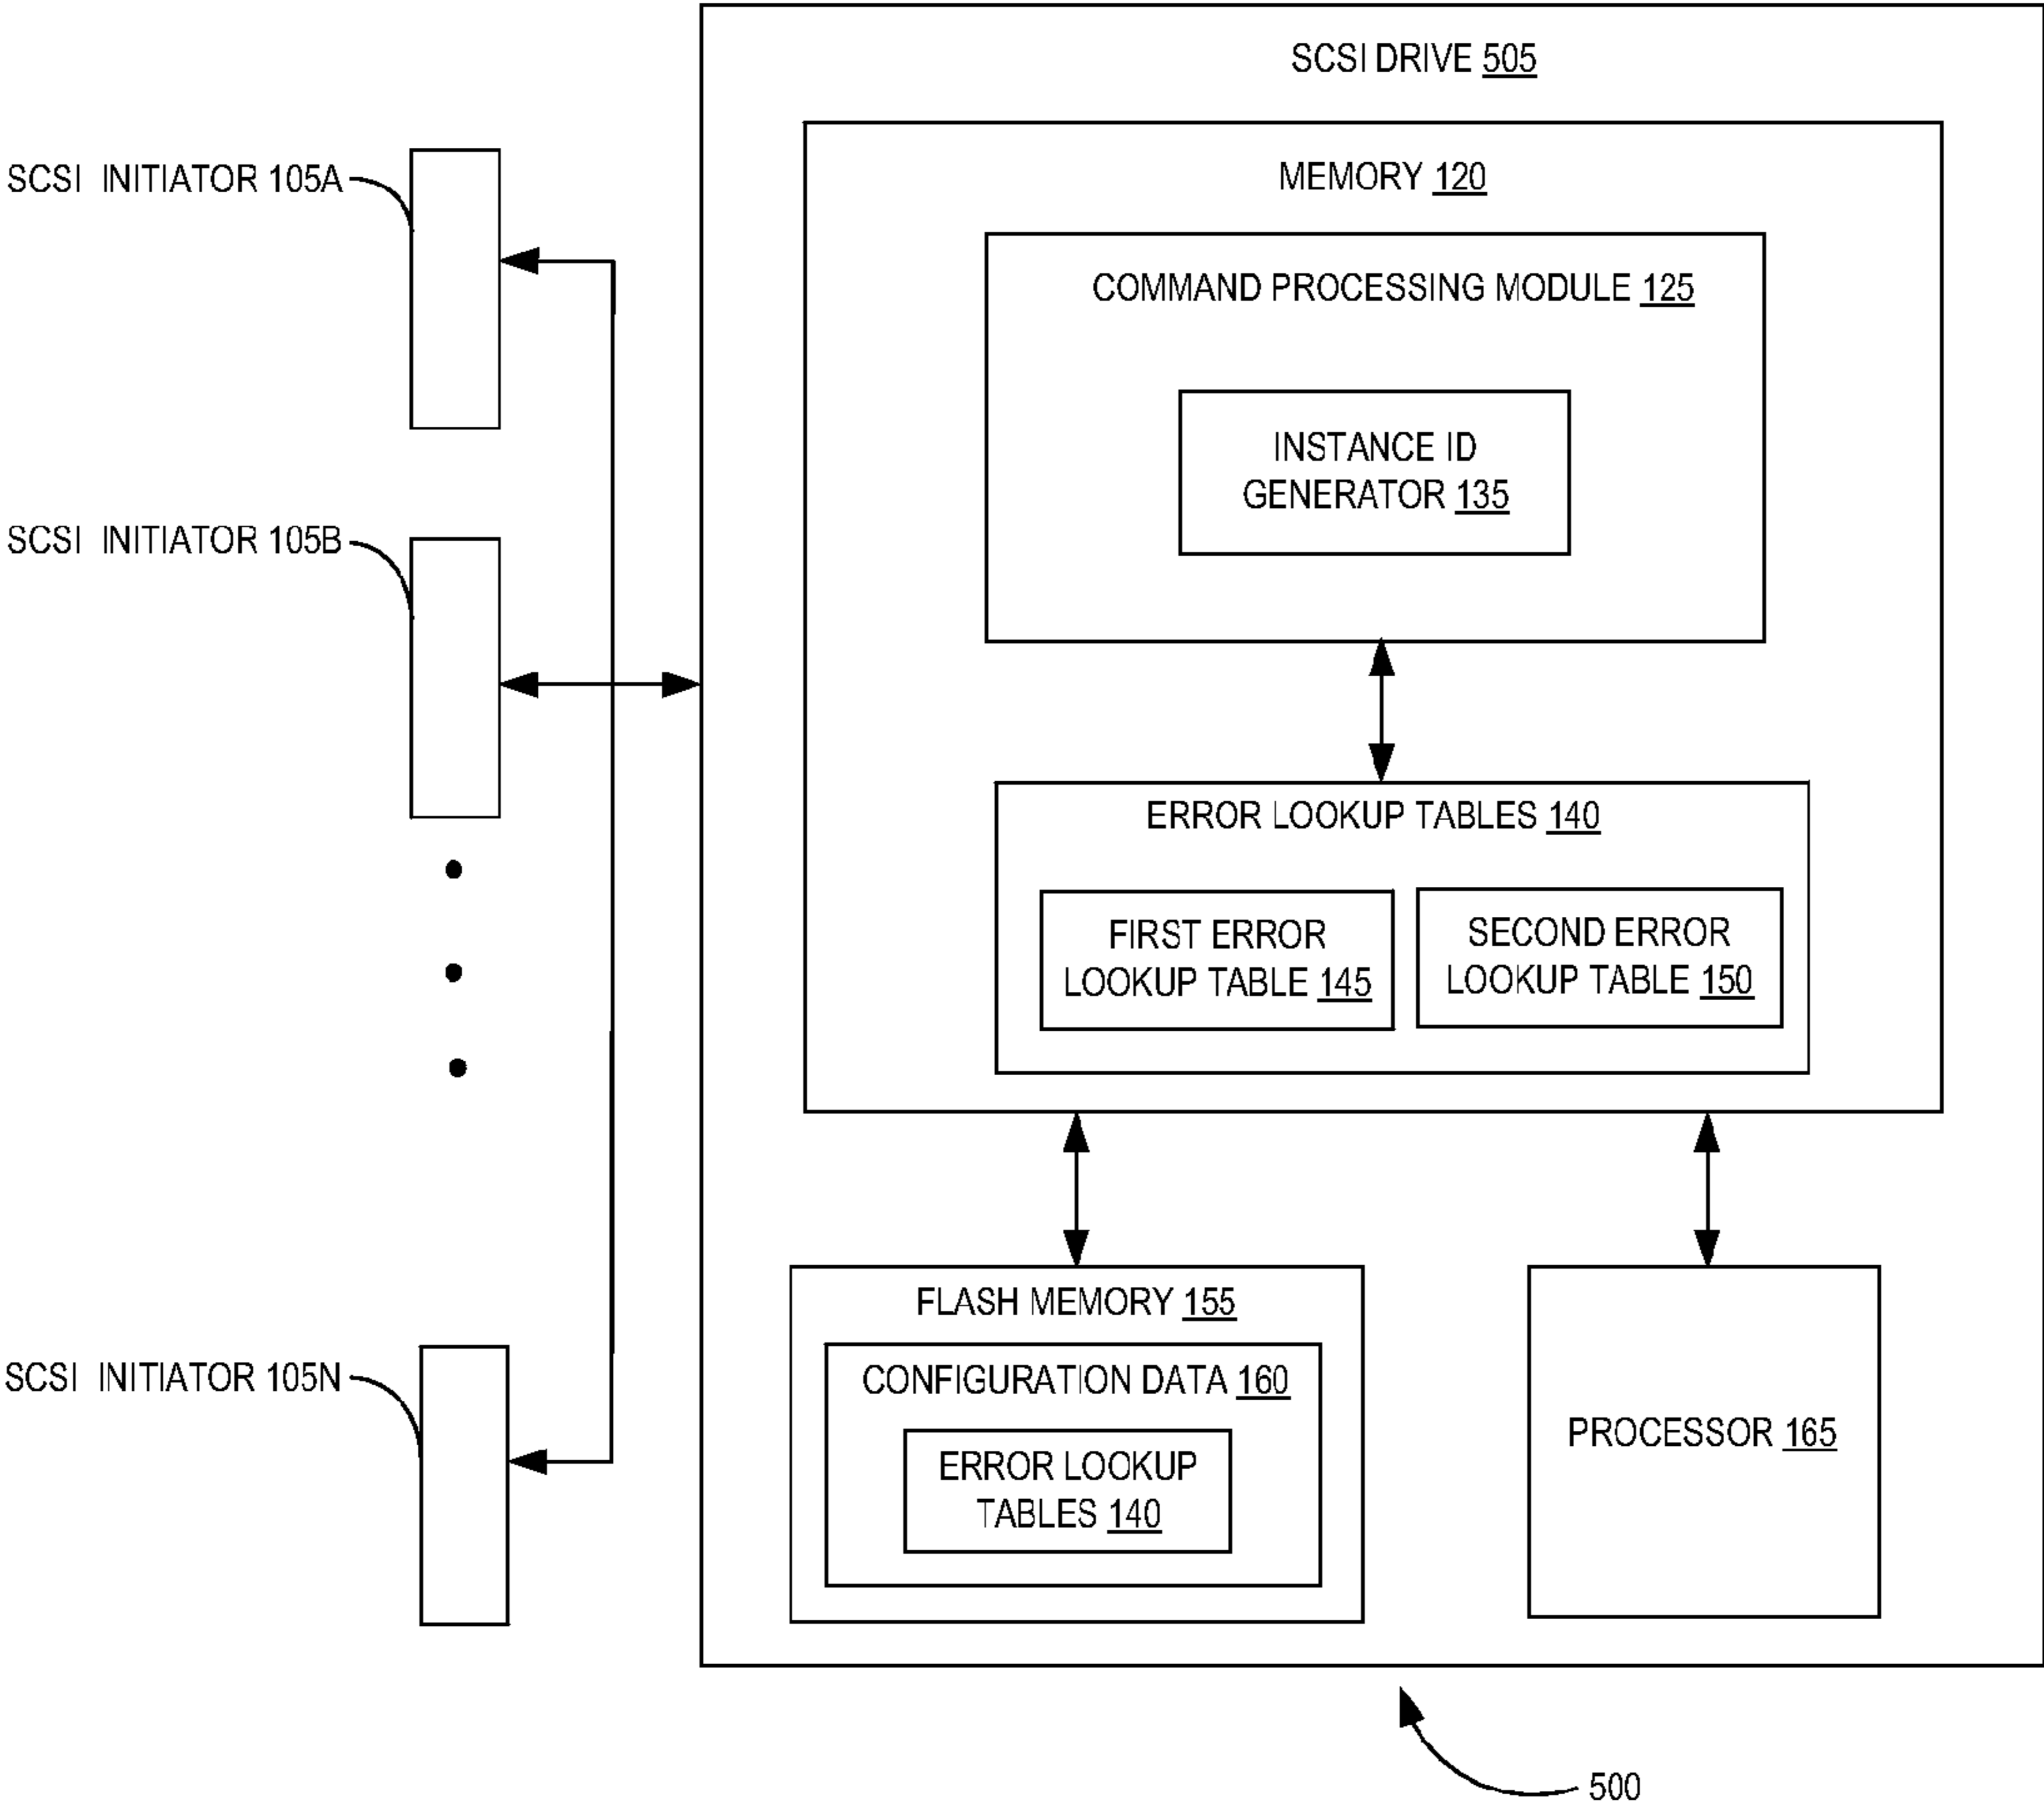 SCSI DRIVE 505
MEMORY 120
SCSI INITIATOR 105A
COMMAND PROCESSING MODULE 125
INSTANCE ID
GENERATOR 135
SCSI INITIATOR 105B
ERROR LOOKUP TABLES 140
FIRST ERROR
LOOKUP TABLE 145
SECOND ERROR
LOOKUP TABLE 150
FLASH MEMORY 155
SCSI INITIATOR 105N
CONFIGURATION DATA 160
ERROR LOOKUP
TABLES 140
PROCESSOR 165
500